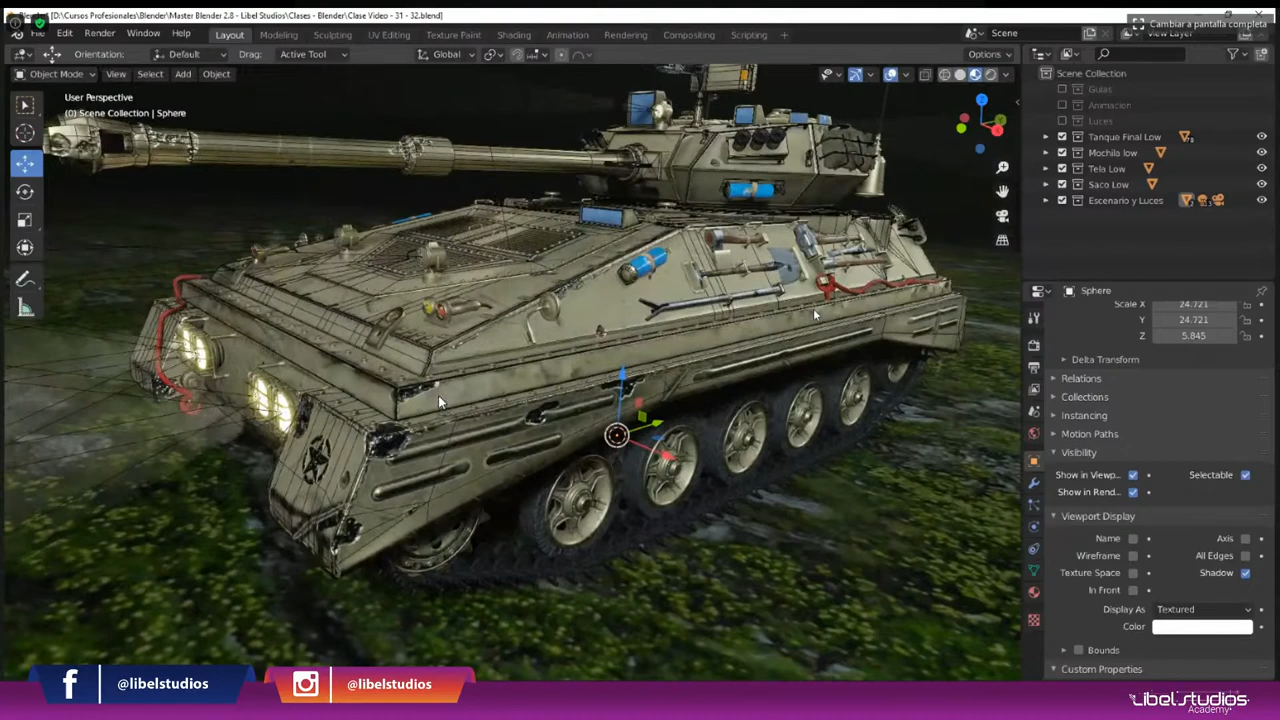 [D:\Cursos Profesionales\Blender\Master Blender 2.8 - Libel Studios\Clases - Blender\Clase Video - 31 - 32.blend]
Edit Render Window Help Layout Modeling Sculpting UV Editing Texture Paint Shading Animation Rendering Compositing Scripting +
Cambiar a pantalla completa
Scene
View Layer
Orientation: Default Drag: Active Tool Global Options
Object Mode View Select Add Object
User Perspective
(0) Scene Collection | Sphere
Scene Collection
Guias
Animacion
Luces
Tanque Final Low
Mochila low
Tela Low
Saco Low
Escenario y Luces
Sphere
Scale X 24.721
Y 24.721
Z 5.845
Delta Transform
Relations
Collections
Instancing
Motion Paths
Visibility
Show in Viewp... Selectable
Show in Rend...
Viewport Display
Name Axis
Wireframe All Edges
Texture Space Shadow
In Front
Display As Textured
Color
Bounds
Custom Properties
@libelstudios
@libelstudios
Libel Studios
Academy